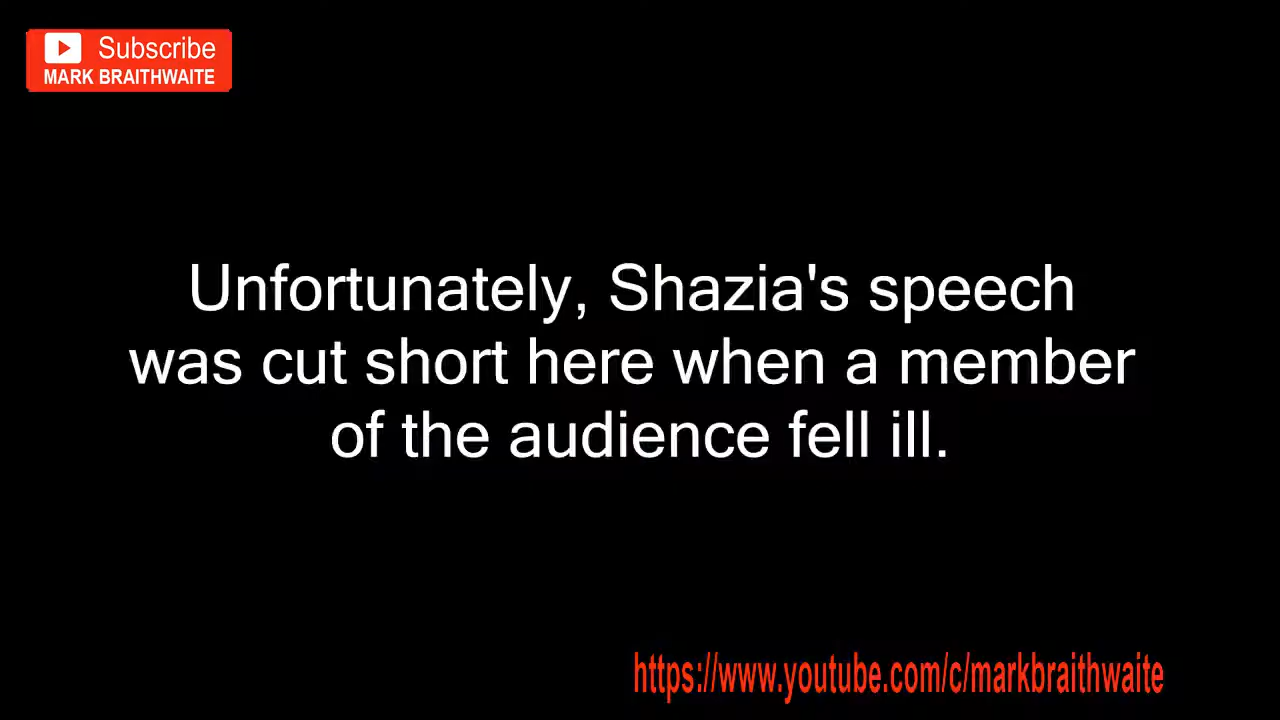 Subscribe
MARK BRAITHWAITE
Unfortunately, Shazia's speech
was cut short here when a member
of the audience fell ill.
https://www.youtube.com/c/markbraithwaite